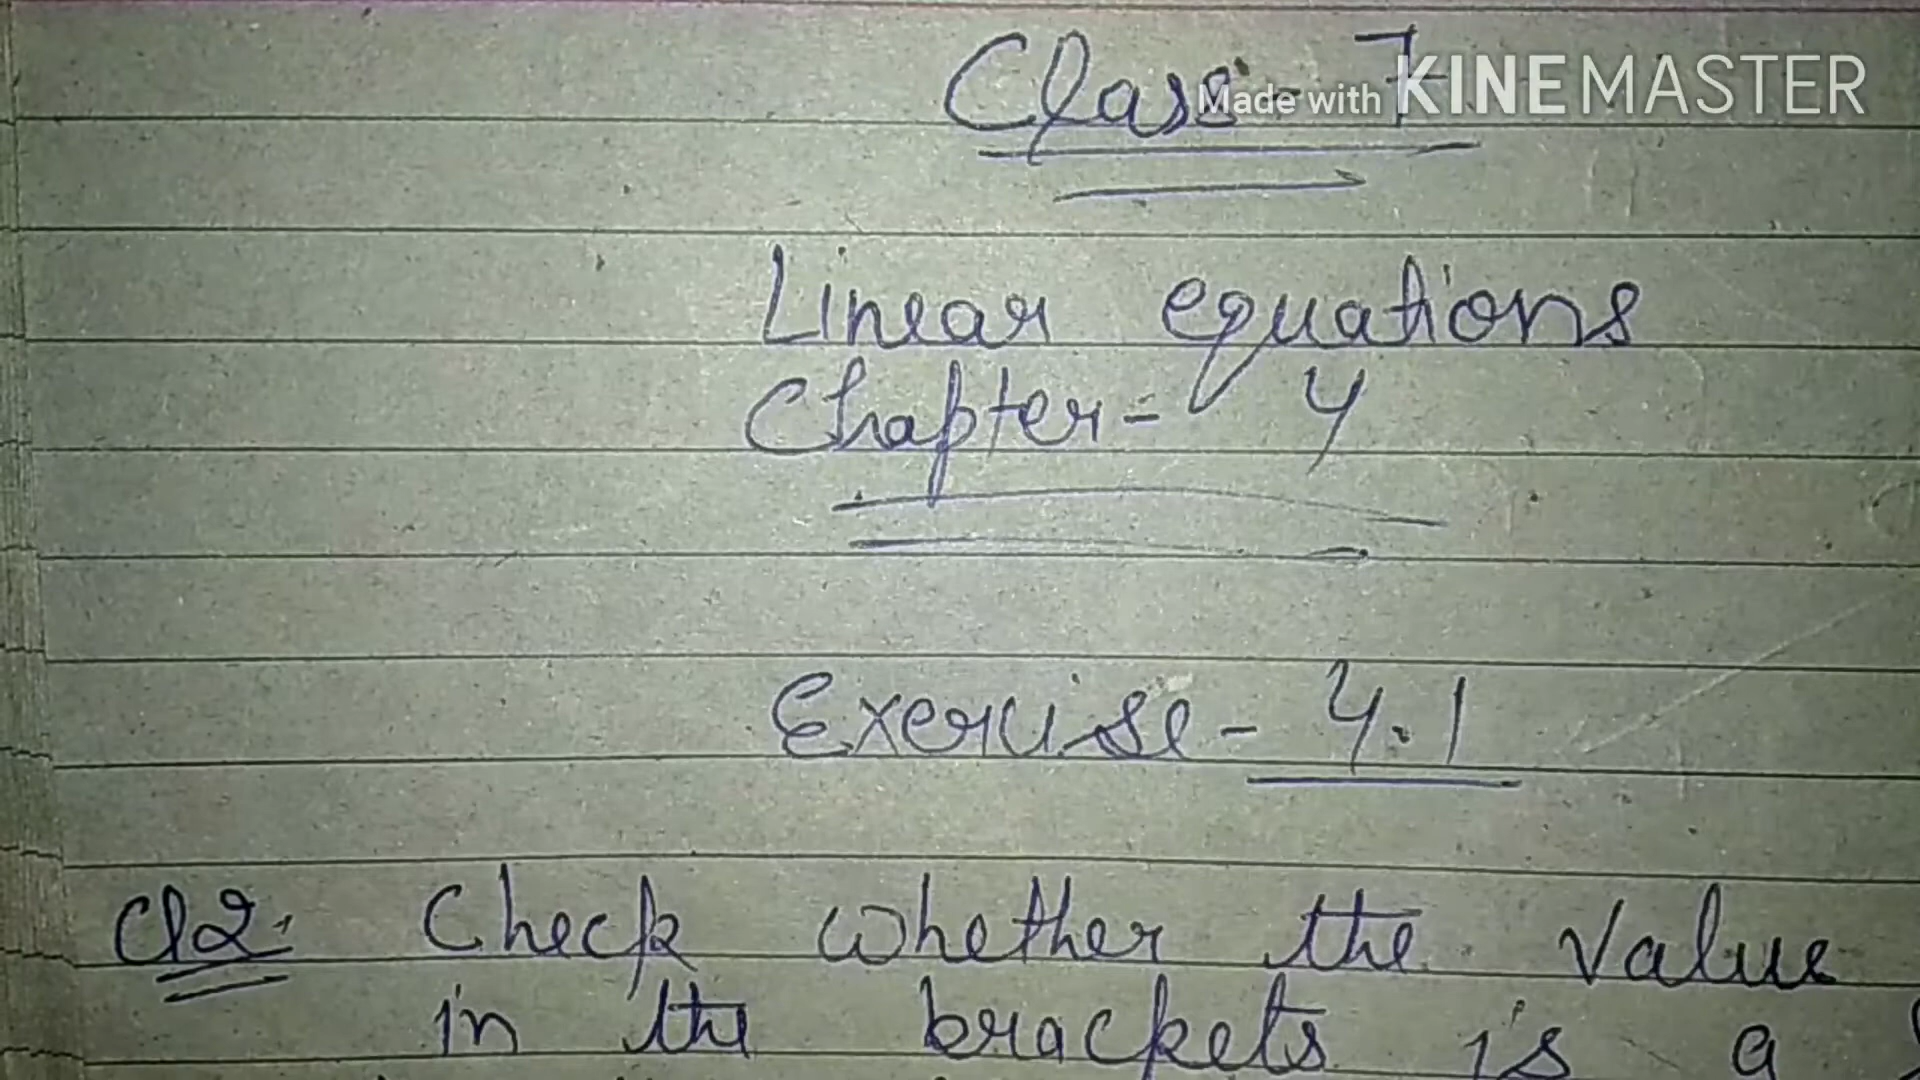 Class - 7
Made with KINEMASTER
Linear equations
Chapter - 4
Exercise - 4.1
Q2. Check whether the value
in the brackets is a